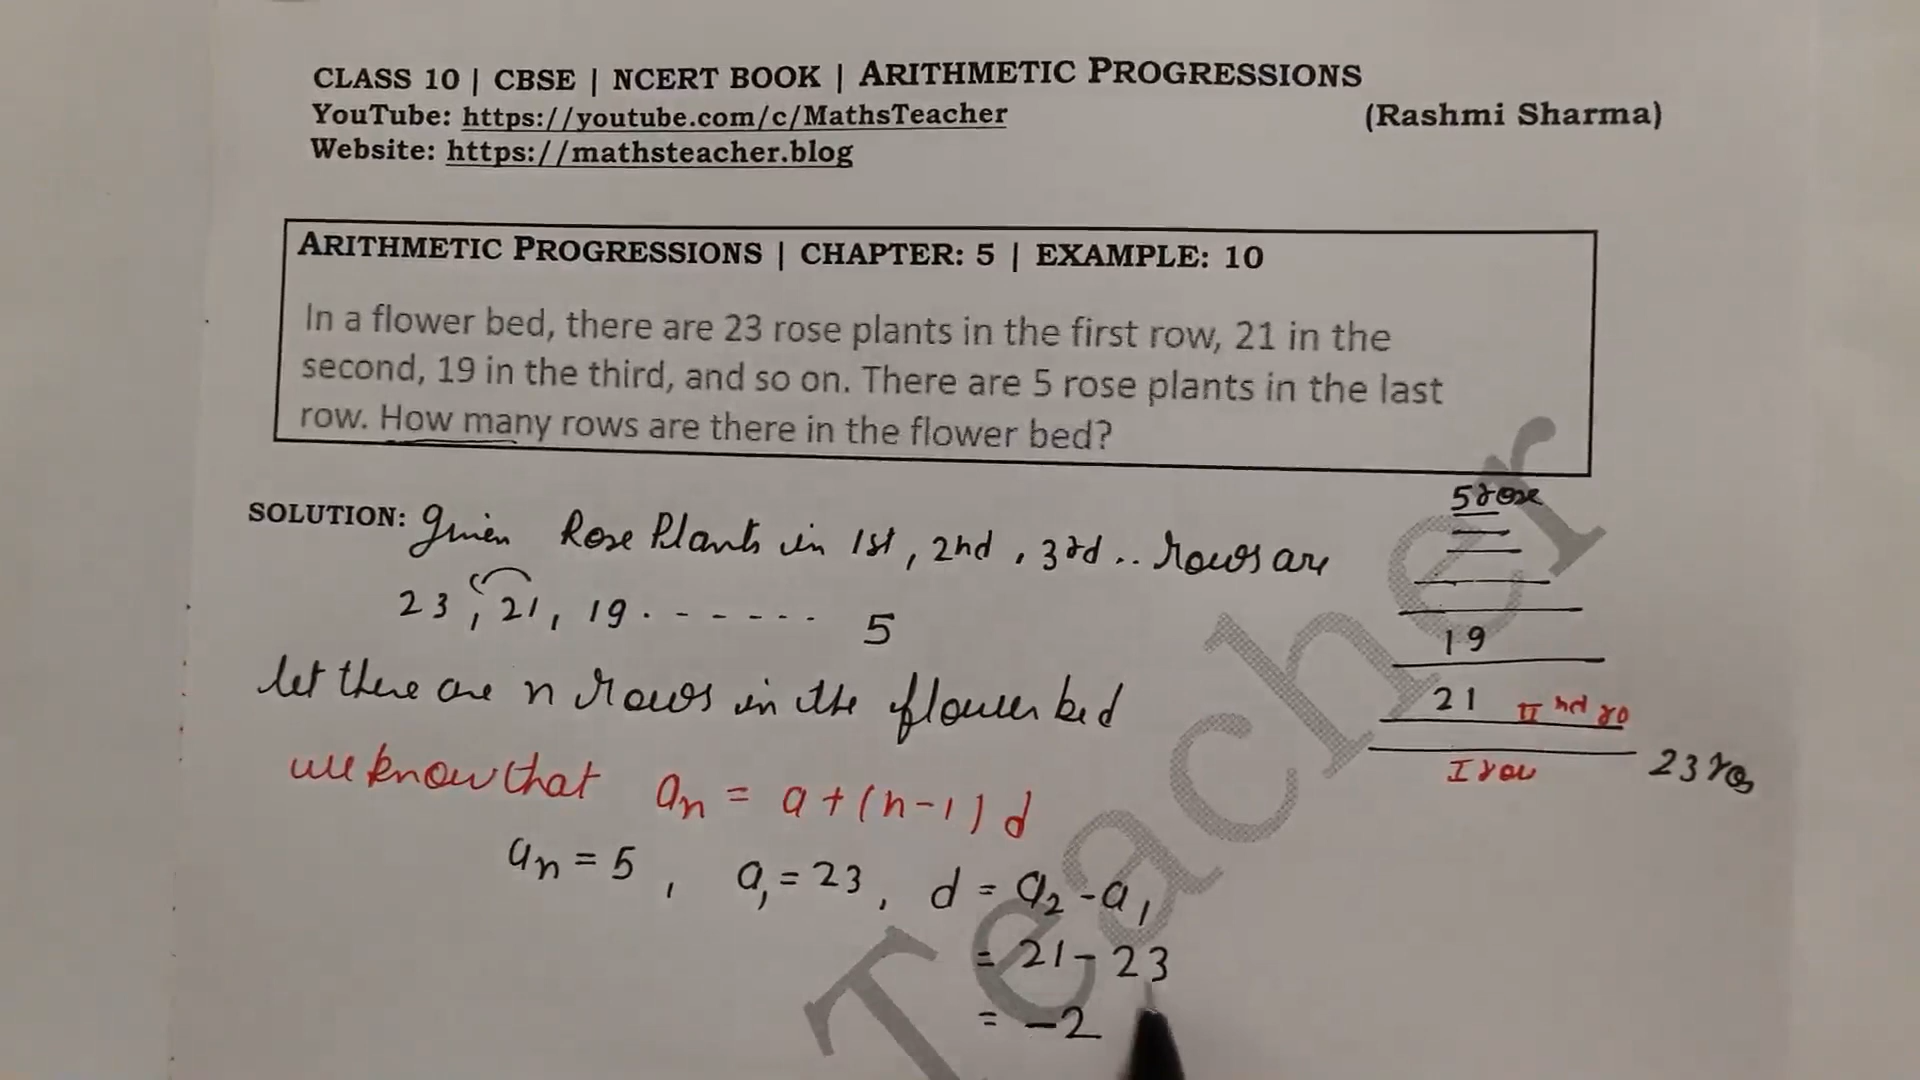 CLASS 10 | CBSE | NCERT BOOK | ARITHMETIC PROGRESSIONS
YouTube: https://youtube.com/c/MathsTeacher (Rashmi Sharma)
Website: https://mathsteacher.blog
ARITHMETIC PROGRESSIONS | CHAPTER: 5 | EXAMPLE: 10
In a flower bed, there are 23 rose plants in the first row, 21 in the
second, 19 in the third, and so on. There are 5 rose plants in the last
row. How many rows are there in the flower bed?
SOLUTION: Given Rose Plants in 1st, 2nd, 3rd .. rows are
23, 21, 19 . - - - - . . 5
let there are n rows in the flower bed
we know that an = a + (n-1) d
an = 5, a1 = 23, d = a2 - a1
= 21 - 23
= -2
5 rose
19
21 II nd ro
I row 23 ros
Teacher